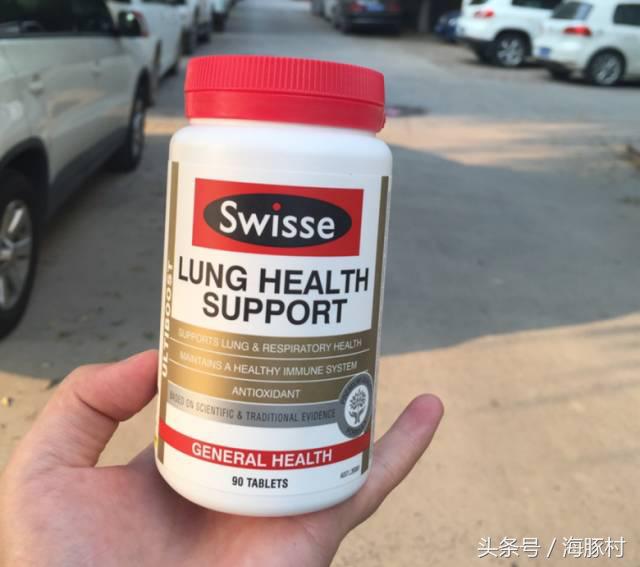 Swisse
LUNG HEALTH
SUPPORT
ULTIBOOST
SUPPORTS LUNG & RESPIRATORY HEALTH
MAINTAINS A HEALTHY IMMUNE SYSTEM
ANTIOXIDANT
BASED ON SCIENTIFIC & TRADITIONAL EVIDENCE
GENERAL HEALTH
90 TABLETS
头条号 / 海豚村